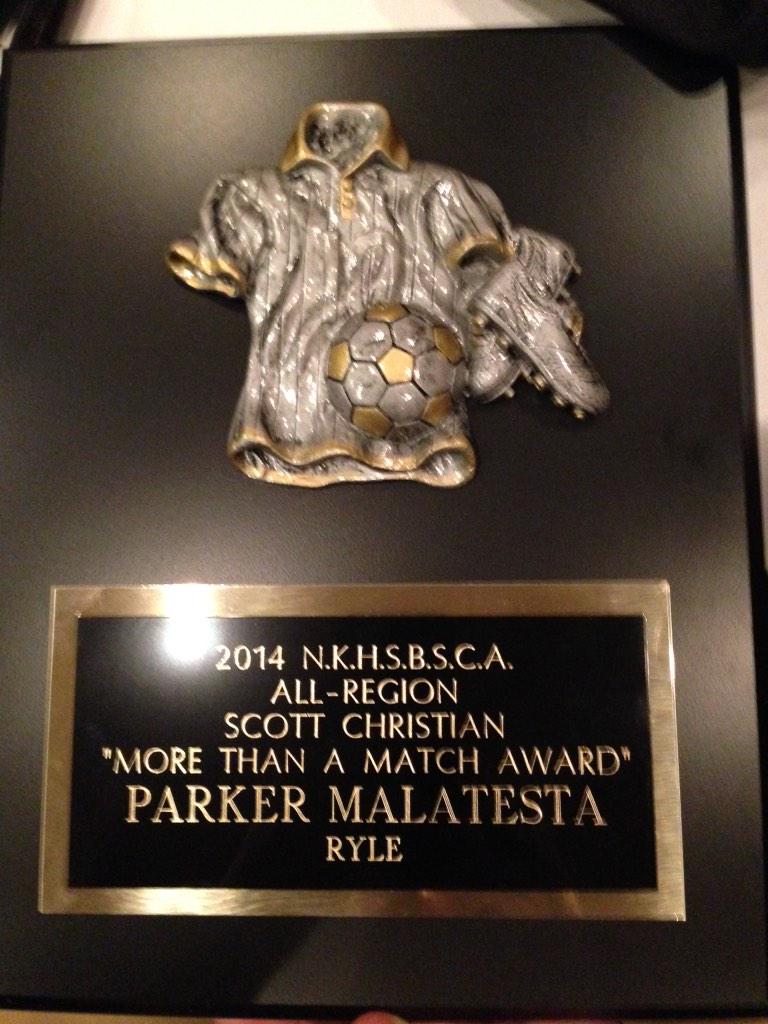 2014 N.K.H.S.B.S.C.A.
ALL-REGION
SCOTT CHRISTIAN
"MORE THAN A MATCH AWARD"
PARKER MALATESTA
RYLE